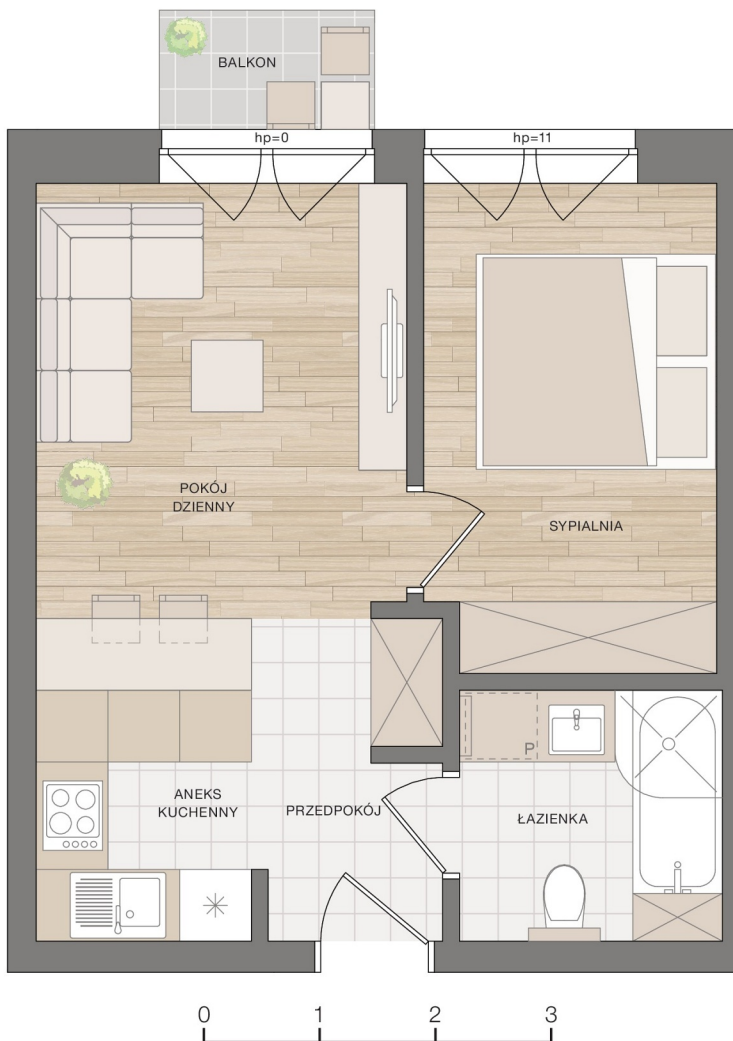 BALKON
hp=0
hp=11
POKÓJ
DZIENNY
SYPIALNIA
P
ANEKS
KUCHENNY
PRZEDPOKÓJ
ŁAZIENKA
0 1 2 3